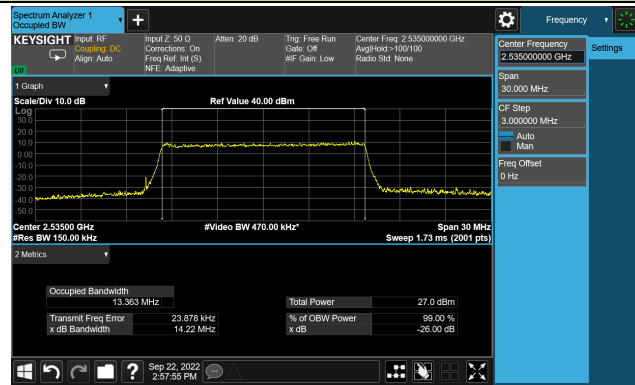 Spectrum Analyzer 1
Occupied BW
Frequency
KEYSIGHT
Input: RF
Coupling: DC
Align: Auto
Input Z: 50 Ω
Corrections: On
Freq Ref: Int (S)
NFE: Adaptive
Atten: 20 dB
Trig: Free Run
Gate: Off
#IF Gain: Low
Center Freq: 2.535000000 GHz
Avg|Hold:>100/100
Radio Std: None
Center Frequency
2.535000000 GHz
Settings
Span
30.000 MHz
CF Step
3.000000 MHz
Auto
Man
Freq Offset
0 Hz
1 Graph
Scale/Div 10.0 dB
Ref Value 40.00 dBm
Log
30.0
20.0
10.0
0.00
-10.0
-20.0
-30.0
-40.0
-50.0
Center 2.53500 GHz
#Video BW 470.00 kHz*
Span 30 MHz
#Res BW 150.00 kHz
Sweep 1.73 ms (2001 pts)
2 Metrics
Occupied Bandwidth
13.363 MHz
Total Power
27.0 dBm
Transmit Freq Error
23.878 kHz
% of OBW Power
99.00 %
x dB Bandwidth
14.22 MHz
x dB
-26.00 dB
Sep 22, 2022
2:57:55 PM